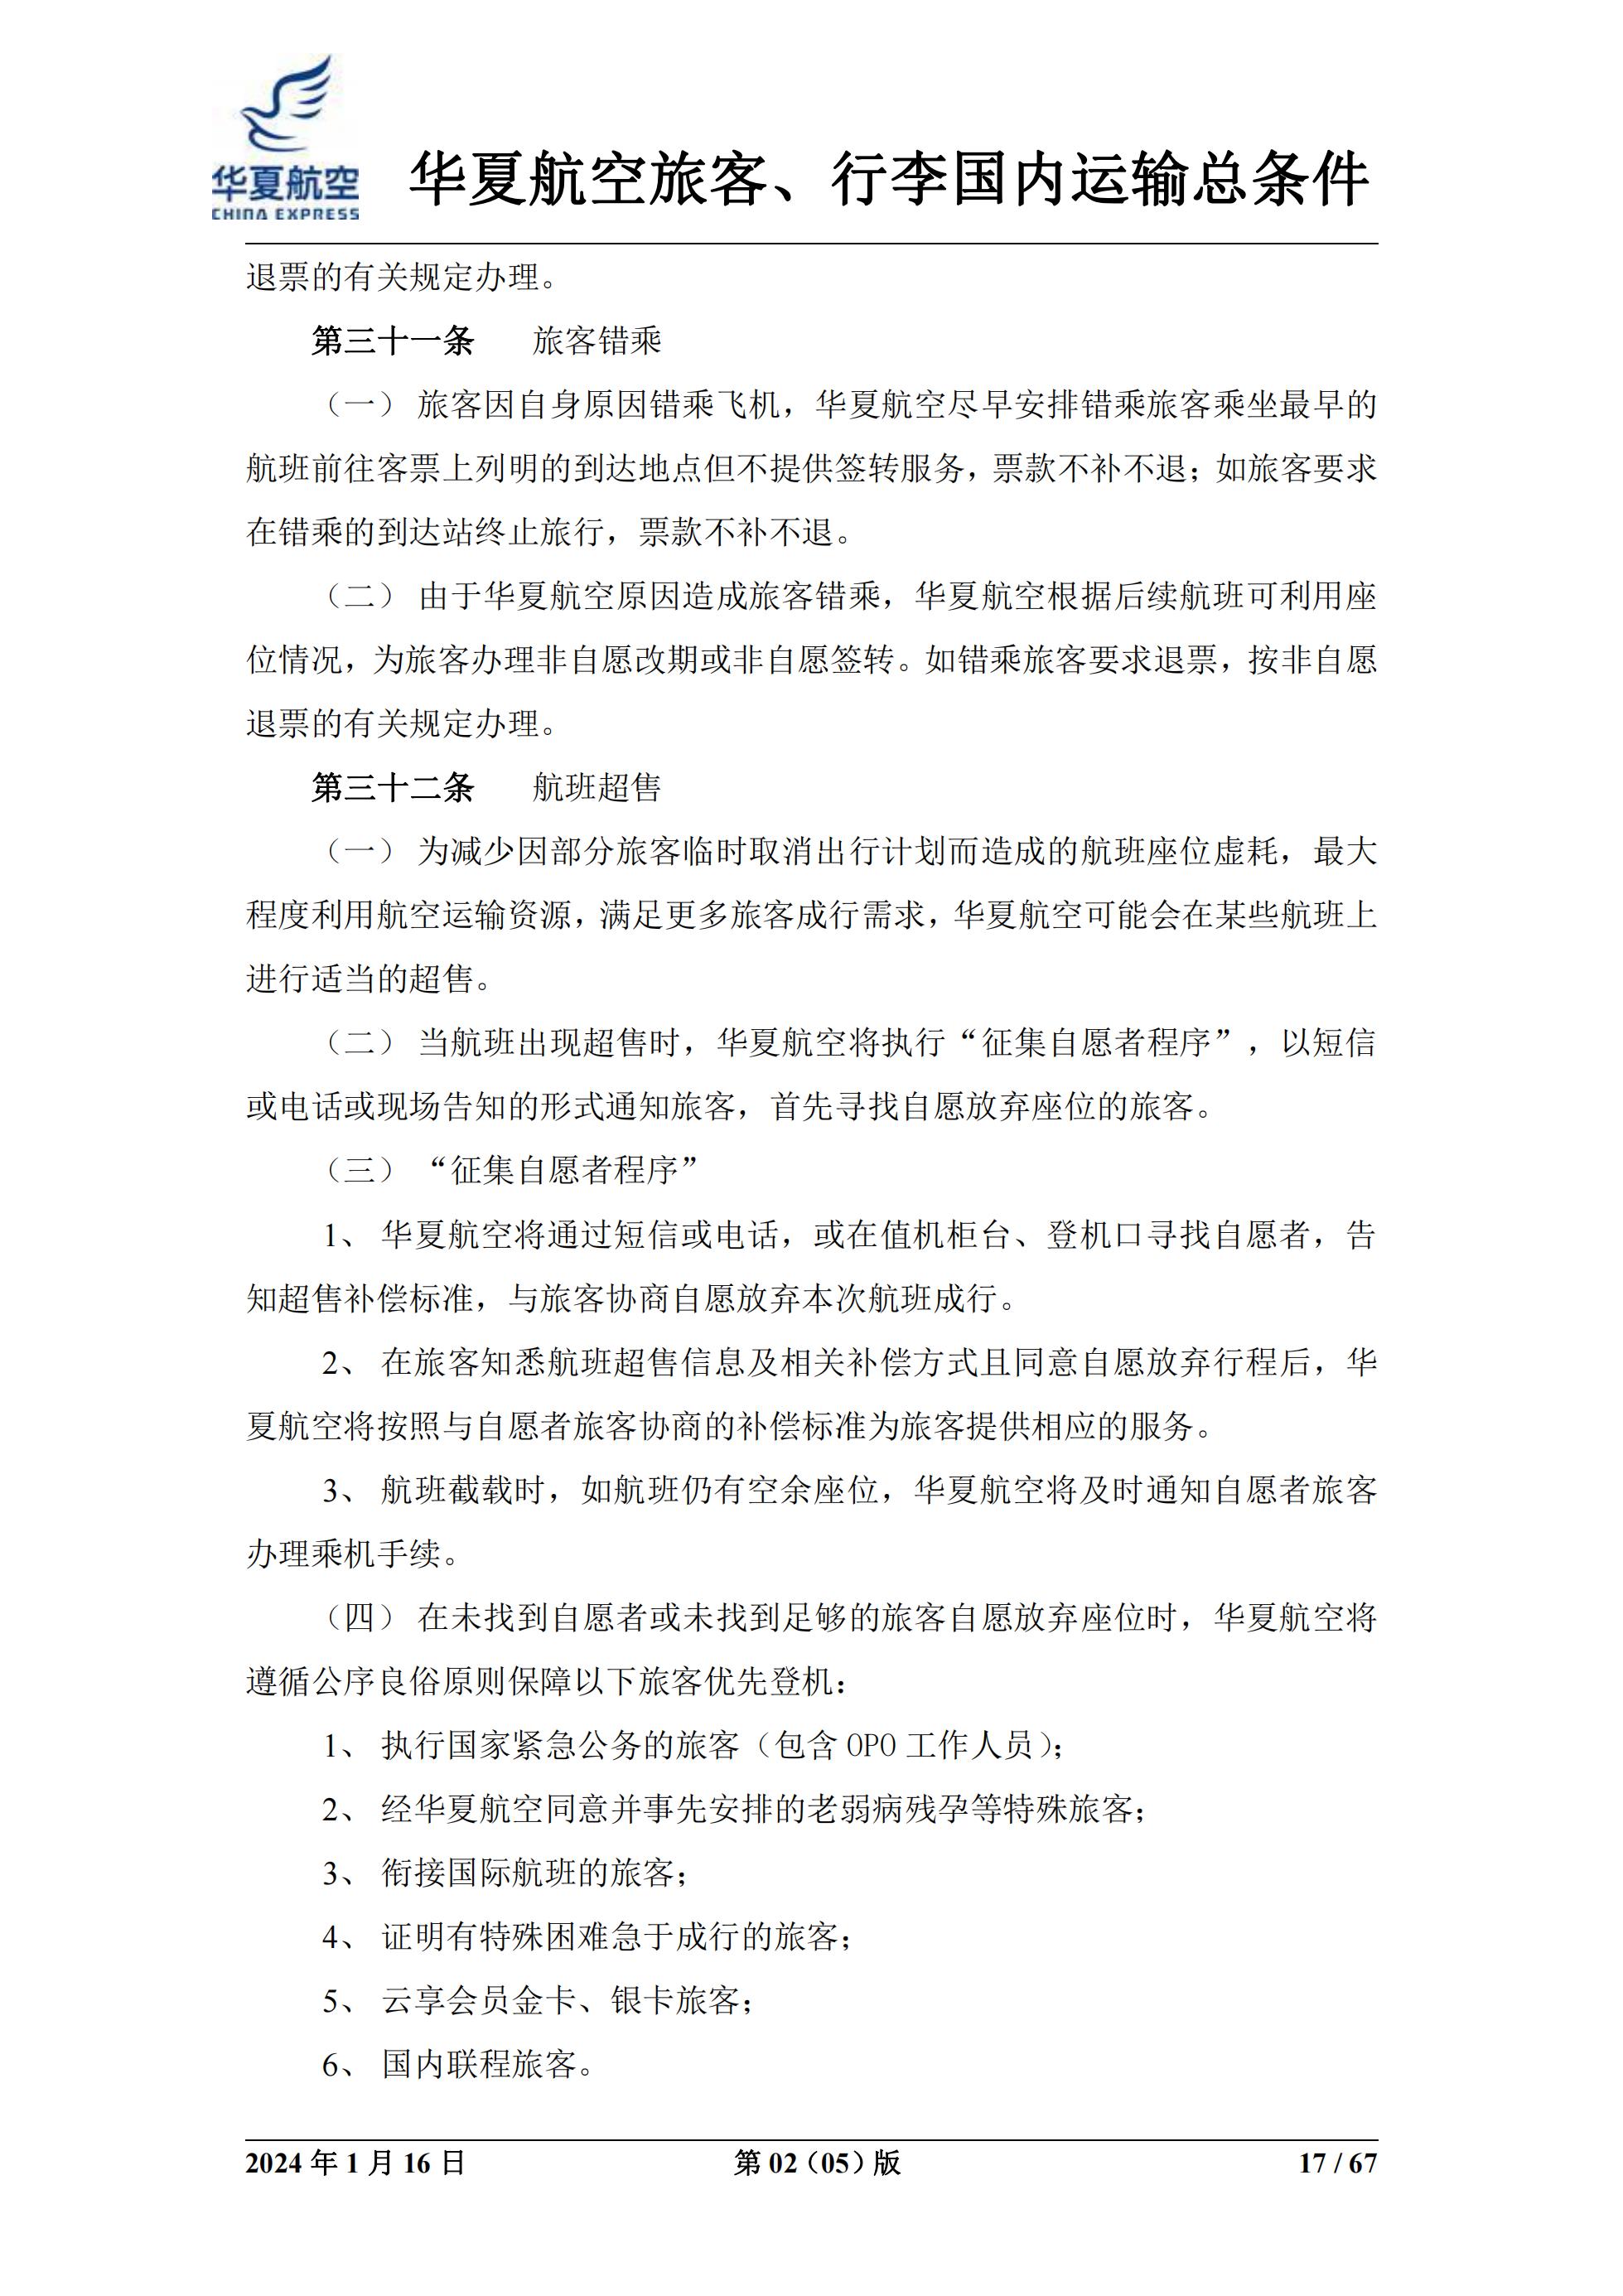 华夏航空
CHINA EXPRESS
华夏航空旅客、行李国内运输总条件
退票的有关规定办理。
第三十一条 旅客错乘
（一） 旅客因自身原因错乘飞机，华夏航空尽早安排错乘旅客乘坐最早的
航班前往客票上列明的到达地点但不提供签转服务，票款不补不退；如旅客要求
在错乘的到达站终止旅行，票款不补不退。
（二） 由于华夏航空原因造成旅客错乘，华夏航空根据后续航班可利用座
位情况，为旅客办理非自愿改期或非自愿签转。如错乘旅客要求退票，按非自愿
退票的有关规定办理。
第三十二条 航班超售
（一） 为减少因部分旅客临时取消出行计划而造成的航班座位虚耗，最大
程度利用航空运输资源，满足更多旅客成行需求，华夏航空可能会在某些航班上
进行适当的超售。
（二） 当航班出现超售时，华夏航空将执行“征集自愿者程序”，以短信
或电话或现场告知的形式通知旅客，首先寻找自愿放弃座位的旅客。
（三） “征集自愿者程序”
1、 华夏航空将通过短信或电话，或在值机柜台、登机口寻找自愿者，告
知超售补偿标准，与旅客协商自愿放弃本次航班成行。
2、 在旅客知悉航班超售信息及相关补偿方式且同意自愿放弃行程后，华
夏航空将按照与自愿者旅客协商的补偿标准为旅客提供相应的服务。
3、 航班截载时，如航班仍有空余座位，华夏航空将及时通知自愿者旅客
办理乘机手续。
（四） 在未找到自愿者或未找到足够的旅客自愿放弃座位时，华夏航空将
遵循公序良俗原则保障以下旅客优先登机：
1、 执行国家紧急公务的旅客（包含 OPO 工作人员）；
2、 经华夏航空同意并事先安排的老弱病残孕等特殊旅客；
3、 衔接国际航班的旅客；
4、 证明有特殊困难急于成行的旅客；
5、 云享会员金卡、银卡旅客；
6、 国内联程旅客。
2024 年 1 月 16 日 第 02（05）版 17 / 67